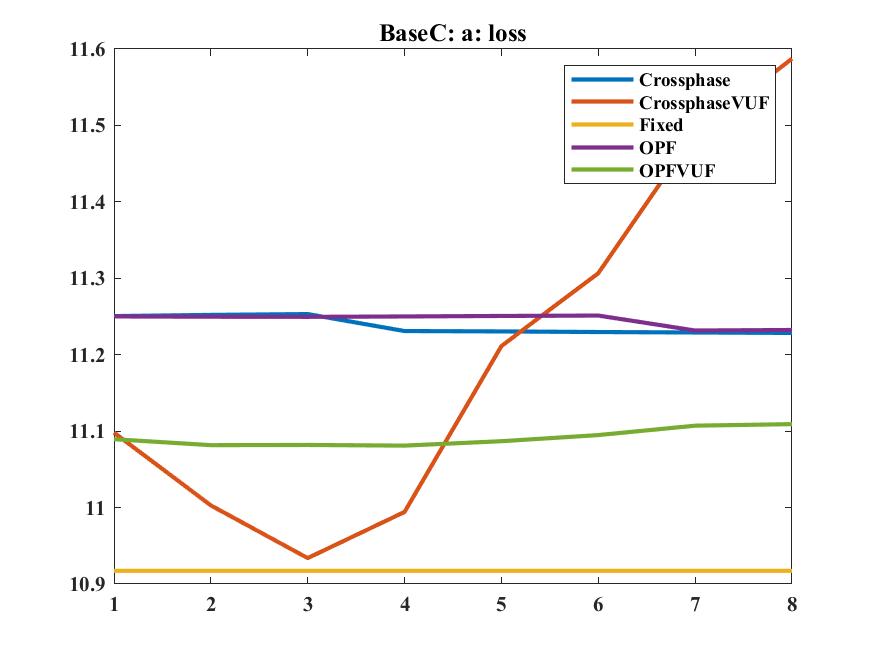 BaseC: a: loss
11.6
11.5
11.4
11.3
11.2
11.1
11
10.9
1 2 3 4 5 6 7 8
Crossphase
CrossphaseVUF
Fixed
OPF
OPFVUF